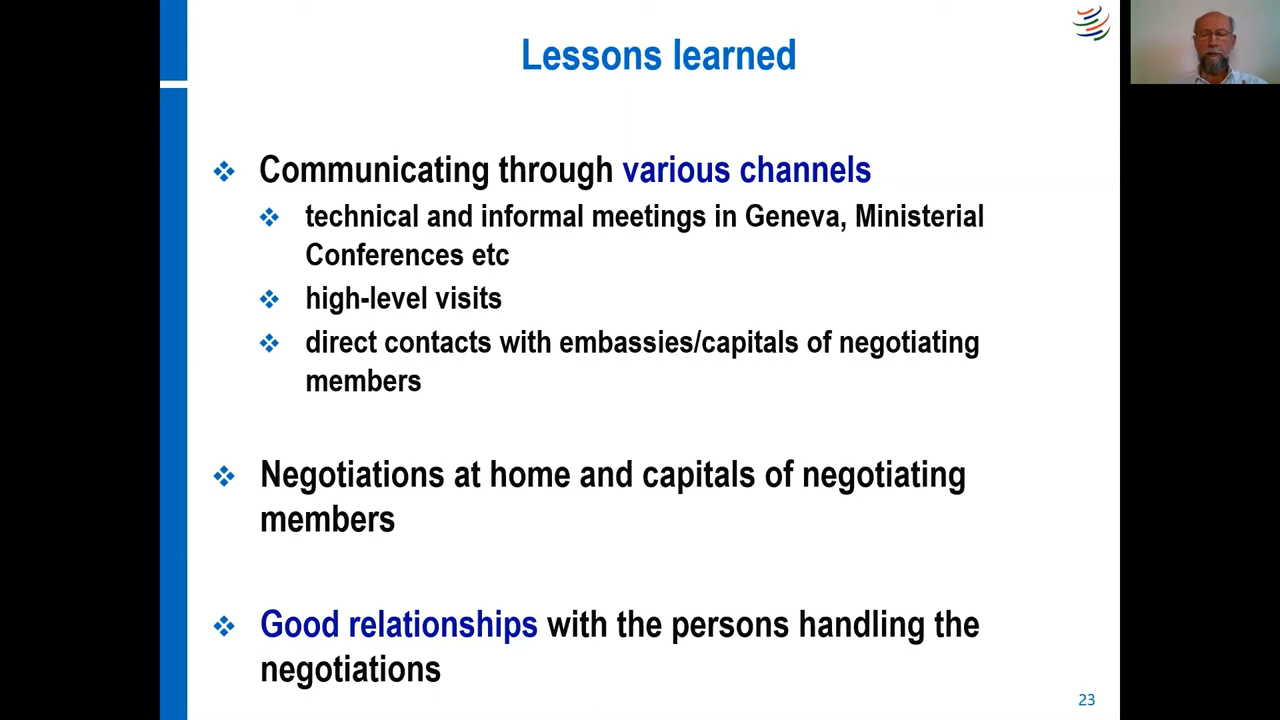 Lessons learned
Communicating through various channels
technical and informal meetings in Geneva, Ministerial
Conferences etc
high-level visits
direct contacts with embassies/capitals of negotiating
members
Negotiations at home and capitals of negotiating
members
Good relationships with the persons handling the
negotiations
23